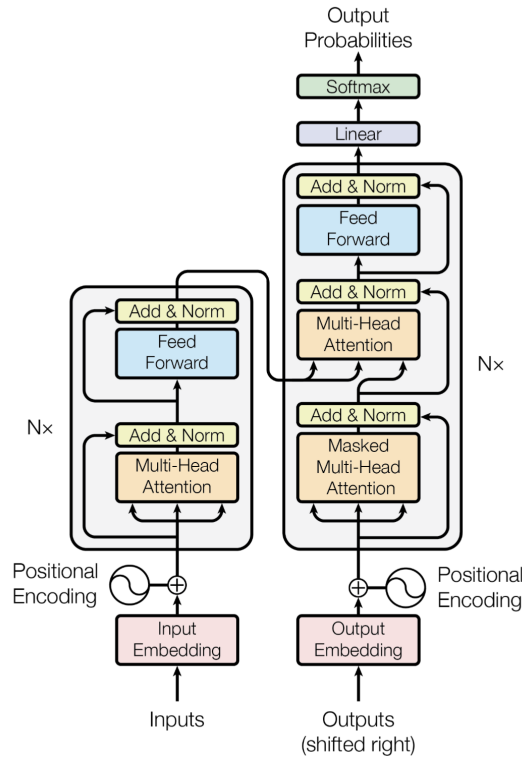 Output
Probabilities
Softmax
Linear
Add & Norm
Feed
Forward
Add & Norm
Multi-Head
Attention
Add & Norm
Masked
Multi-Head
Attention
N×
Add & Norm
Feed
Forward
Add & Norm
Multi-Head
Attention
N×
Positional
Encoding
Positional
Encoding
Input
Embedding
Output
Embedding
Inputs
Outputs
(shifted right)